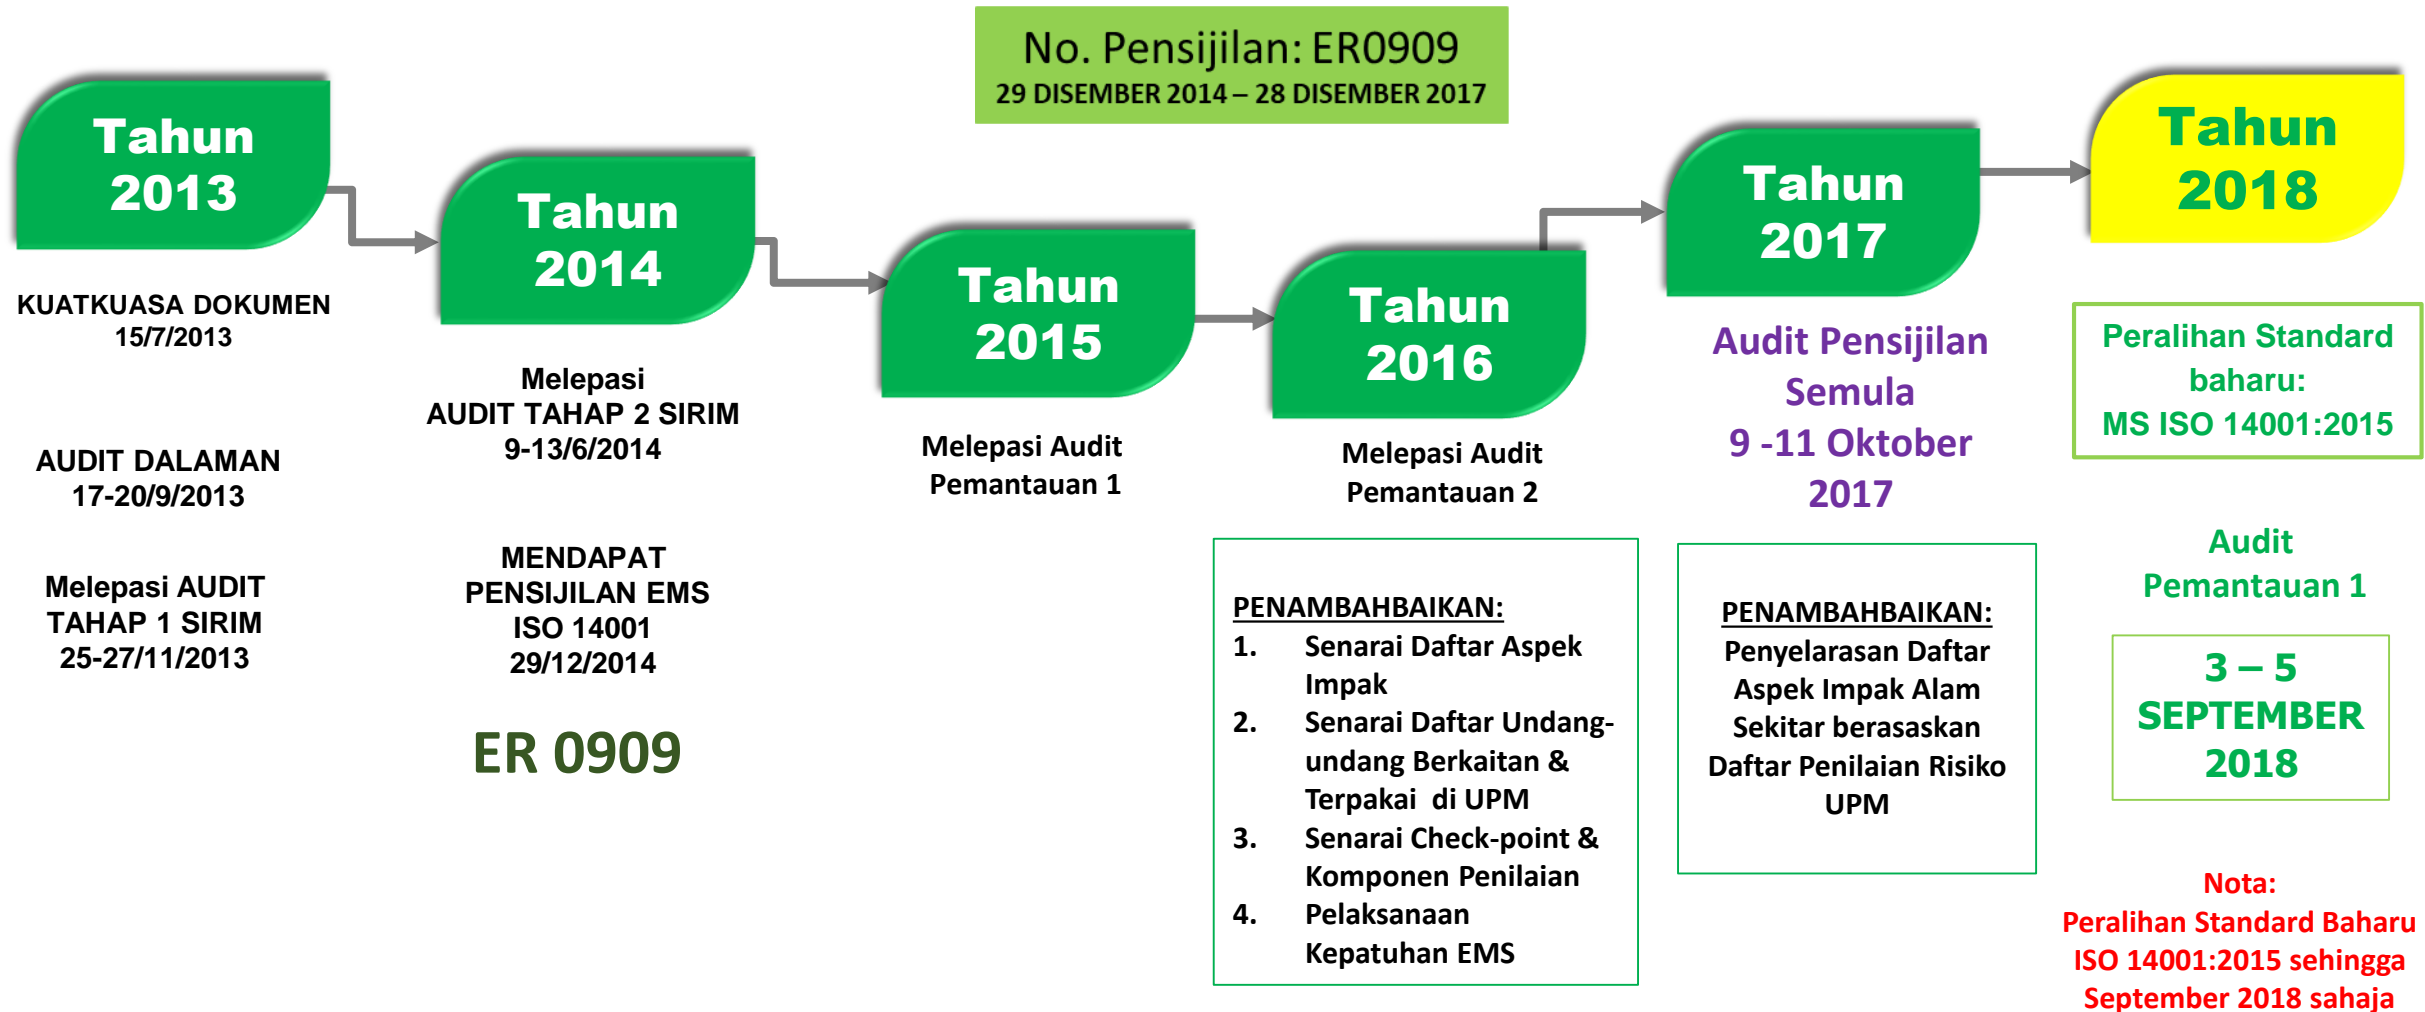 No. Pensijilan: ER0909
29 DISEMBER 2014 – 28 DISEMBER 2017
Tahun
2013
KUATKUASA DOKUMEN
15/7/2013
AUDIT DALAMAN
17-20/9/2013
Melepasi AUDIT
TAHAP 1 SIRIM
25-27/11/2013
Tahun
2014
Melepasi
AUDIT TAHAP 2 SIRIM
9-13/6/2014
MENDAPAT
PENSIJILAN EMS
ISO 14001
29/12/2014
ER 0909
Tahun
2015
Melepasi Audit
Pemantauan 1
Tahun
2016
Melepasi Audit
Pemantauan 2
PENAMBAHBAIKAN:
1. Senarai Daftar Aspek
Impak
2. Senarai Daftar Undang-
undang Berkaitan &
Terpakai di UPM
3. Senarai Check-point &
Komponen Penilaian
4. Pelaksanaan
Kepatuhan EMS
Tahun
2017
Audit Pensijilan
Semula
9 -11 Oktober
2017
PENAMBAHBAIKAN:
Penyelarasan Daftar
Aspek Impak Alam
Sekitar berasaskan
Daftar Penilaian Risiko
UPM
Tahun
2018
Peralihan Standard
baharu:
MS ISO 14001:2015
Audit
Pemantauan 1
3 – 5
SEPTEMBER
2018
Nota:
Peralihan Standard Baharu
ISO 14001:2015 sehingga
September 2018 sahaja